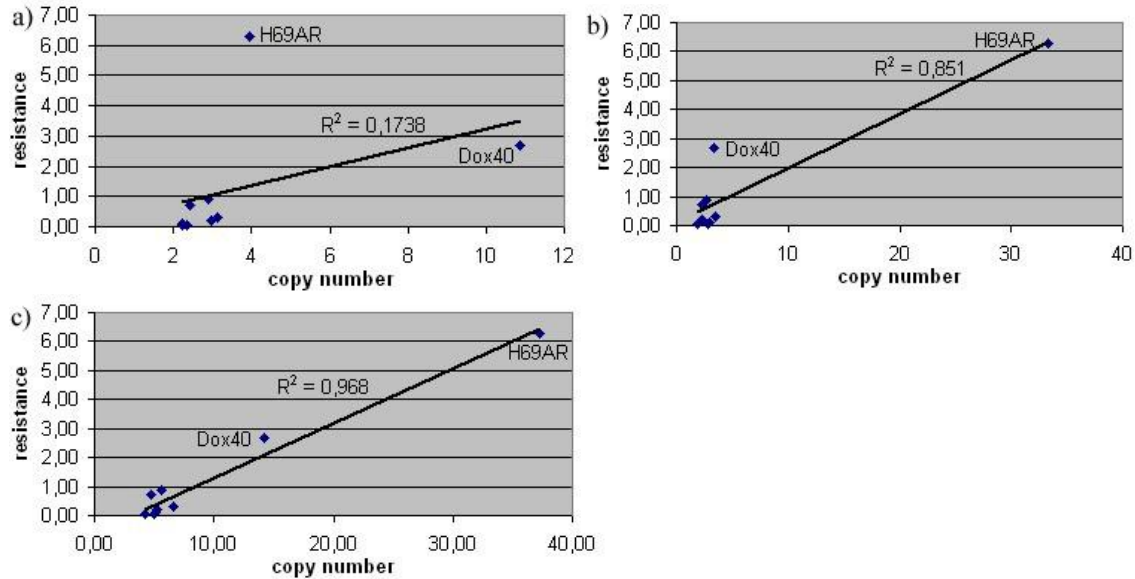 a)
7,00
6,00
5,00
4,00
3,00
2,00
1,00
0,00
resistance
H69AR
R² = 0,1738
Dox40
0 2 4 6 8 10 12
copy number
b)
7,00
6,00
5,00
4,00
3,00
2,00
1,00
0,00
resistance
H69AR
R² = 0,851
Dox40
0 10 20 30 40
copy number
c)
7,00
6,00
5,00
4,00
3,00
2,00
1,00
0,00
resistance
H69AR
R² = 0,968
Dox40
0,00 10,00 20,00 30,00 40,00
copy number